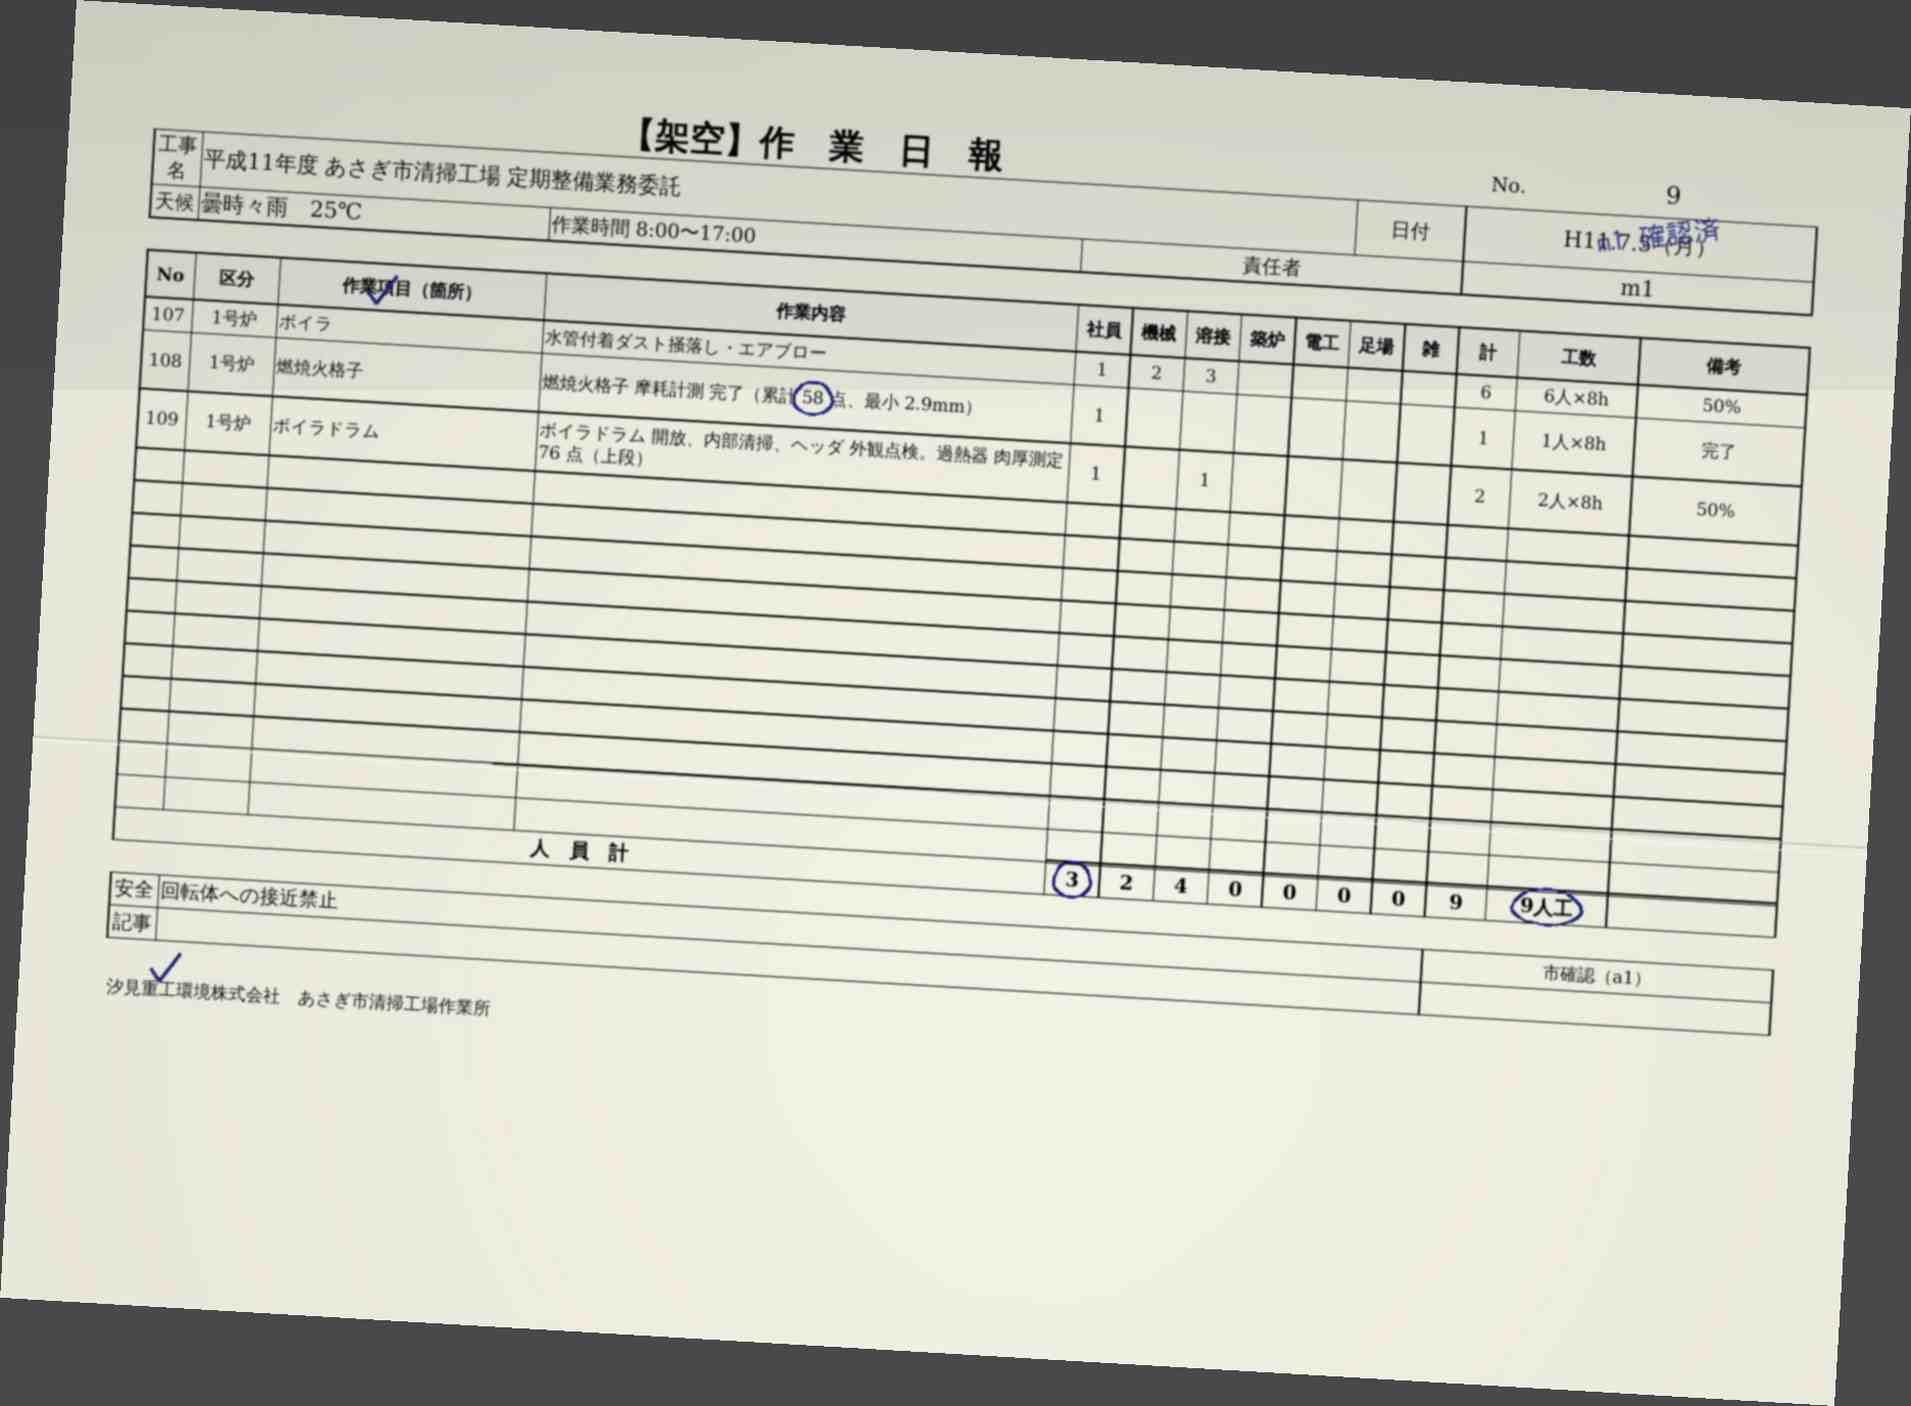 【架空】作 業 日 報
No. 9
工事名 平成11年度 あさぎ市清掃工場 定期整備業務委託 日付 H11.7.5（月）
m1 確認済
天候 曇時々雨 25℃ 作業時間 8:00〜17:00 責任者 m1
No 区分 作業項目（箇所） 作業内容 社員 機械 溶接 築炉 電工 足場 雑 計 工数 備考
107 1号炉 ボイラ 水管付着ダスト掻落し・エアブロー 1 2 3 6 6人×8h 50%
108 1号炉 燃焼火格子 燃焼火格子 摩耗計測 完了（累計 58 点、最小 2.9mm） 1 1 1人×8h 完了
109 1号炉 ボイラドラム ボイラドラム 開放、内部清掃、ヘッダ 外観点検。過熱器 肉厚測定 76 点（上段） 1 1 2 2人×8h 50%
人 員 計 3 2 4 0 0 0 0 9 9人工
安全 回転体への接近禁止
記事
市確認（a1）
汐見重工環境株式会社 あさぎ市清掃工場作業所